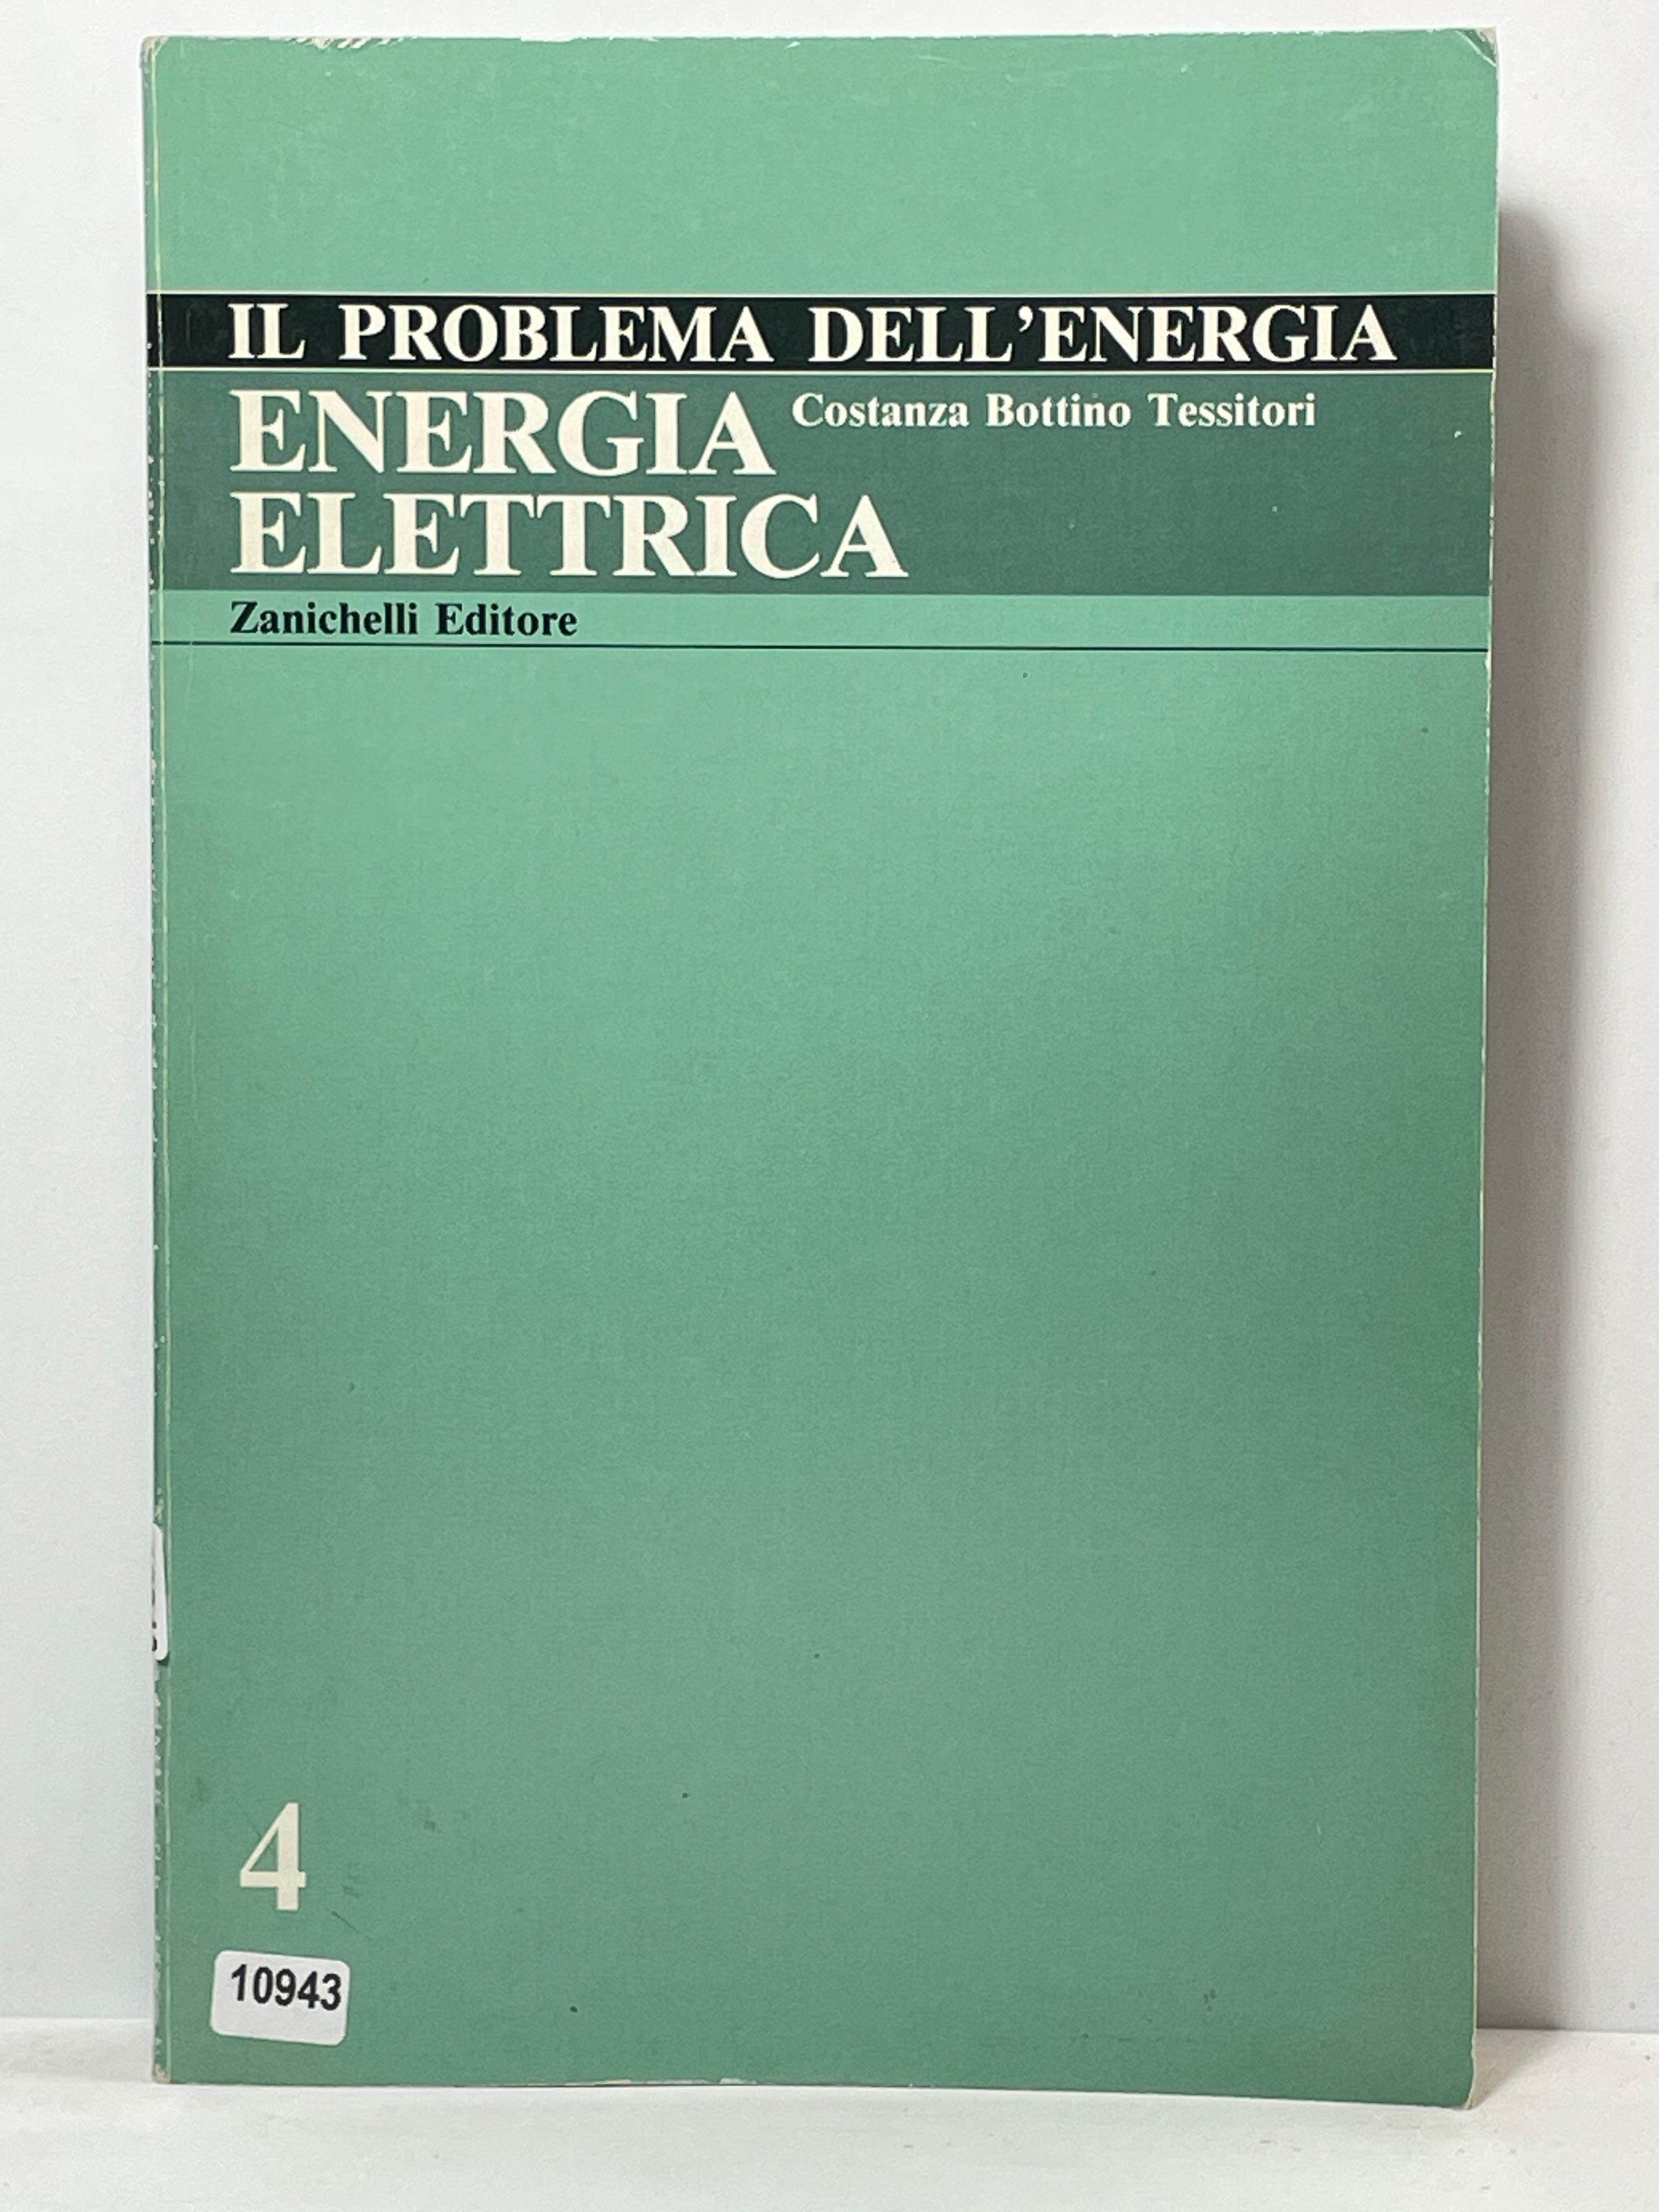 IL PROBLEMA DELL'ENERGIA
ENERGIA Costanza Bottino Tessitori
ELETTRICA
Zanichelli Editore
4
10943